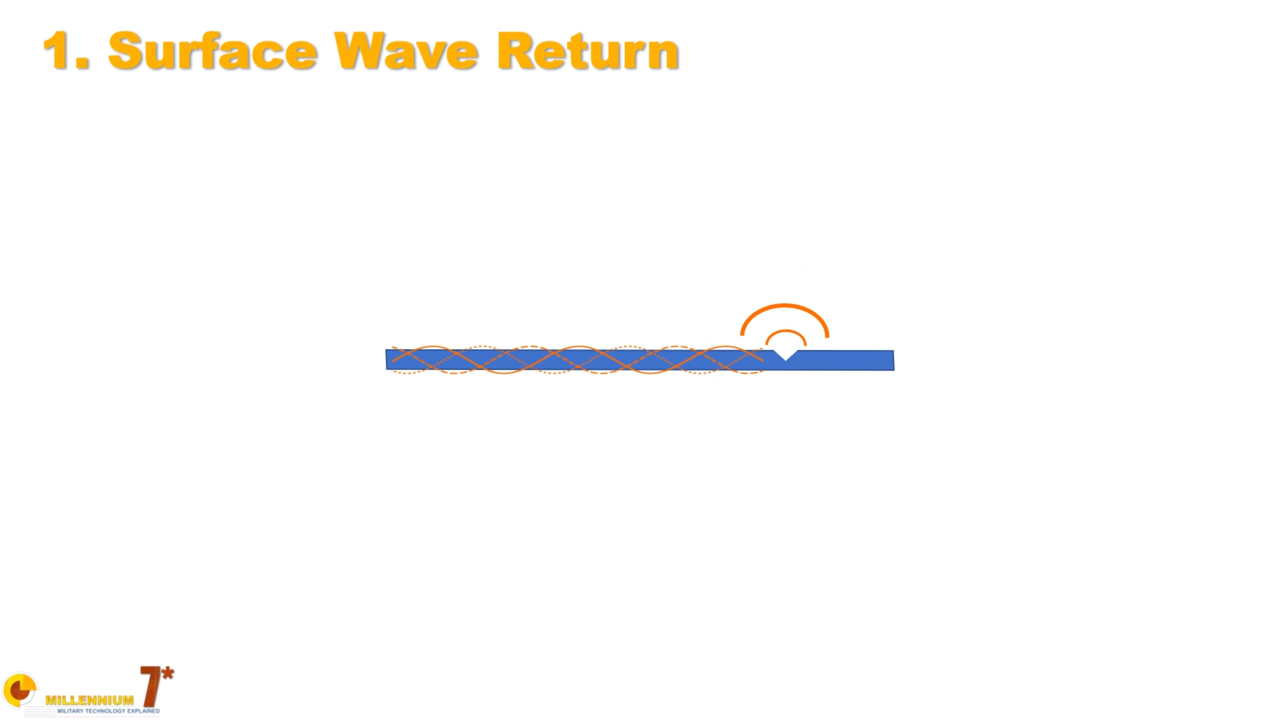 1. Surface Wave Return
MILLENNIUM 7*
MILITARY TECHNOLOGY EXPLAINED